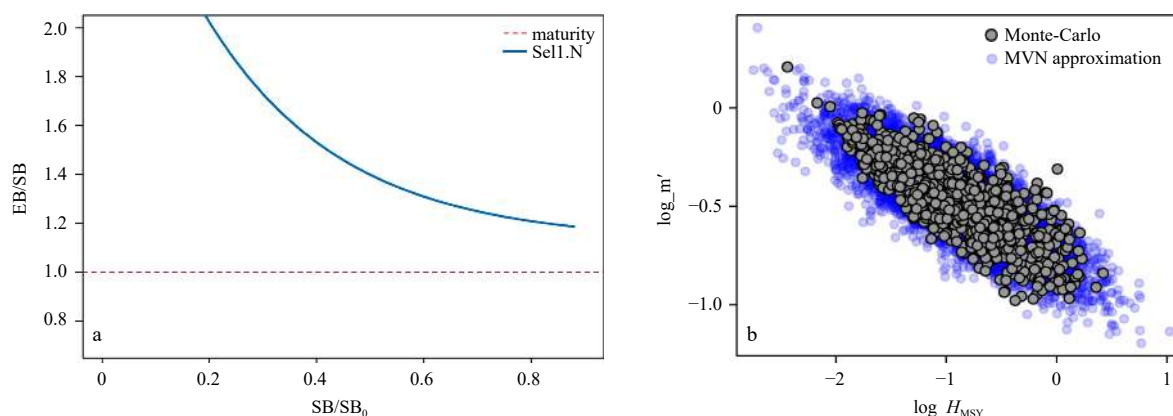 2.0
1.8
1.6
1.4
1.2
1.0
0.8
EB/SB
maturity
Sel1.N
a
0
0.2
0.4
0.6
0.8
SB/SB₀
0
−0.5
−1.0
log_m′
Monte-Carlo
MVN approximation
b
−2
−1
0
1
log H_MSY